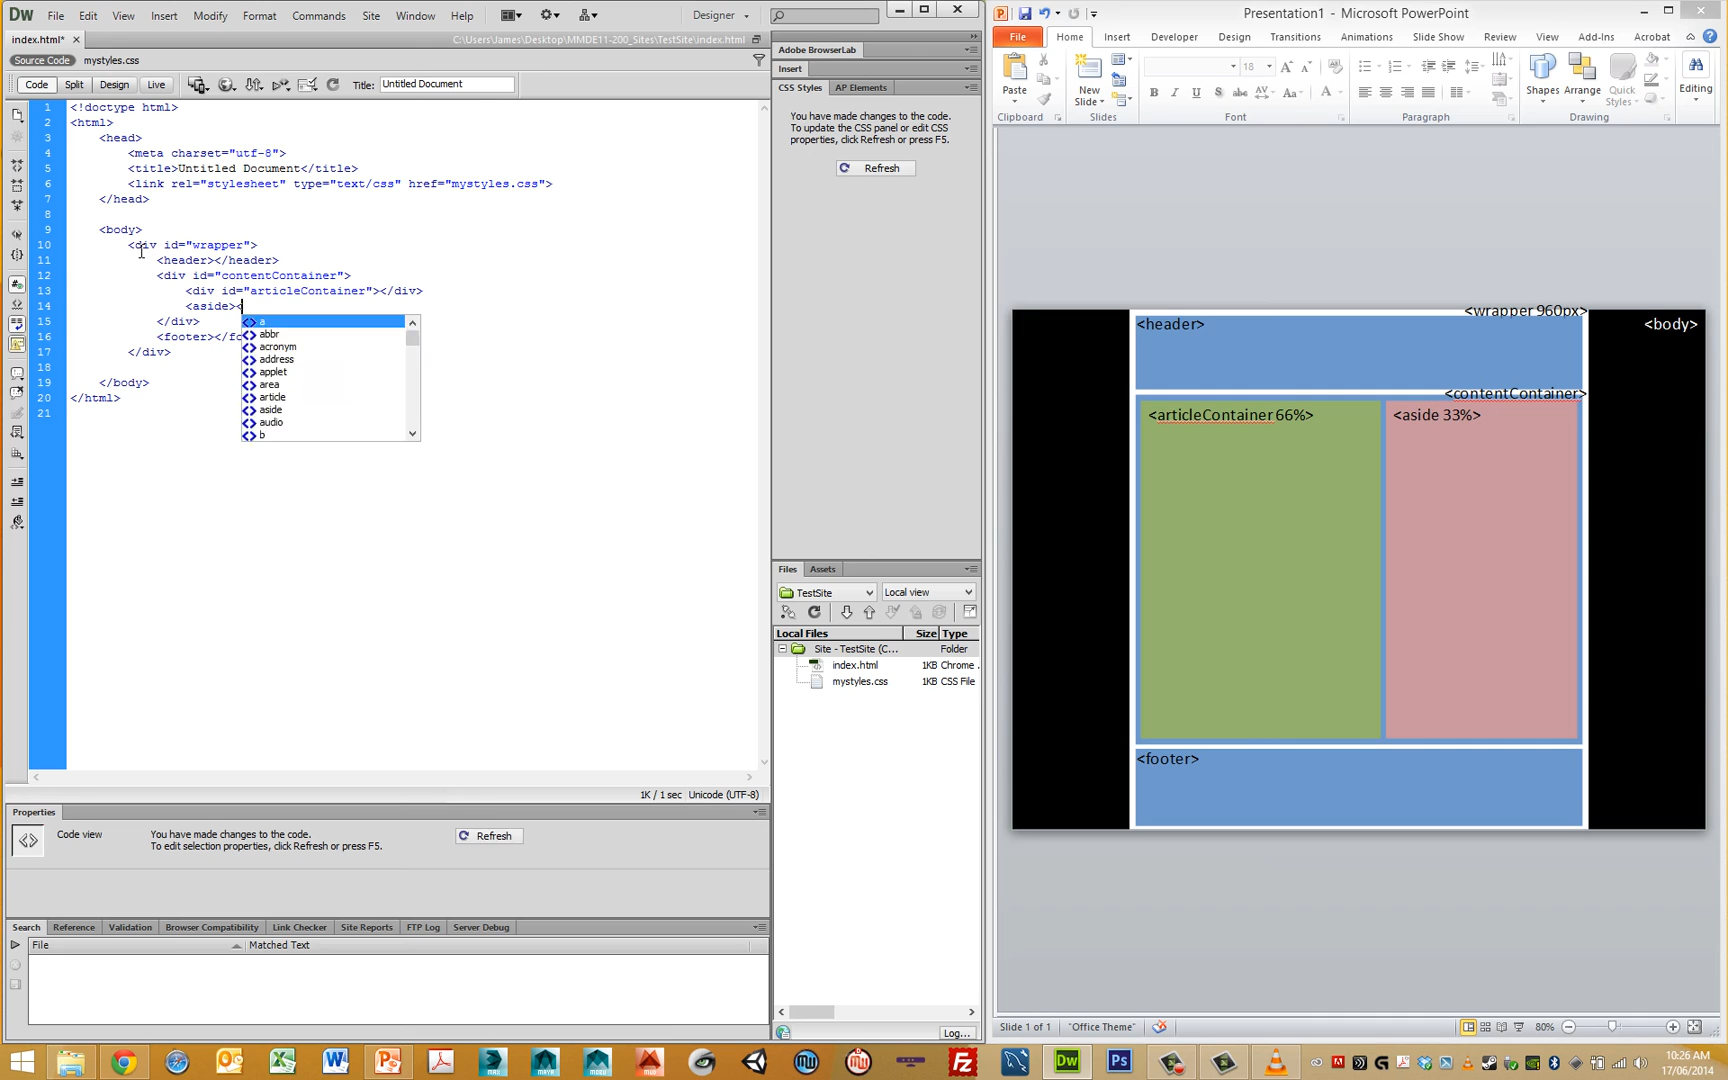 Dw File Edit View Insert Modify Format Commands Site Window Help Designer
Presentation1 - Microsoft PowerPoint
index.html* × C:\Users\James\Desktop\MMDE11-200_Sites\TestSite\index.html
Source Code mystyles.css
Code Split Design Live Title: Untitled Document
1 <!doctype html>
2 <html>
3 <head>
4 <meta charset="utf-8">
5 <title>Untitled Document</title>
6 <link rel="stylesheet" type="text/css" href="mystyles.css">
7 </head>
8
9 <body>
10 <div id="wrapper">
11 <header></header>
12 <div id="contentContainer">
13 <div id="articleContainer"></div>
14 <aside><
15 </div>
16 <footer></fo
17 </div>
18
19 </body>
20 </html>
21
a
abbr
acronym
address
applet
area
article
aside
audio
b
1K / 1 sec Unicode (UTF-8)
Properties
Code view
You have made changes to the code.
To edit selection properties, click Refresh or press F5.
Refresh
Search Reference Validation Browser Compatibility Link Checker Site Reports FTP Log Server Debug
File Matched Text
Adobe BrowserLab
Insert
CSS Styles AP Elements
You have made changes to the code.
To update the CSS panel or edit CSS
properties, click Refresh or press F5.
Refresh
Files Assets
TestSite Local view
Local Files Size Type
Site - TestSite (C... Folder
index.html 1KB Chrome .
mystyles.css 1KB CSS File
Log...
File Home Insert Developer Design Transitions Animations Slide Show Review View Add-Ins Acrobat
Paste
New
Slide
18
B I U S abc AV Aa A
Shapes Arrange Quick
Styles
Editing
Clipboard Slides Font Paragraph Drawing
<wrapper 960px>
<header>
<body>
<contentContainer>
<articleContainer 66%>
<aside 33%>
<footer>
Slide 1 of 1 "Office Theme" 80%
10:26 AM
17/06/2014